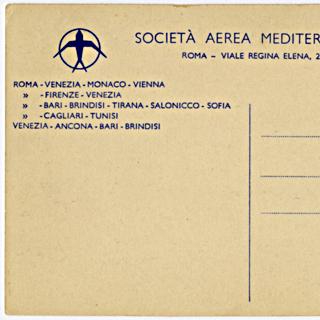 SOCIETÀ AEREA MEDITER
ROMA - VIALE REGINA ELENA, 2
ROMA - VENEZIA - MONACO - VIENNA
» - FIRENZE - VENEZIA
» - BARI - BRINDISI - TIRANA - SALONICCO - SOFIA
» - CAGLIARI - TUNISI
VENEZIA - ANCONA - BARI - BRINDISI